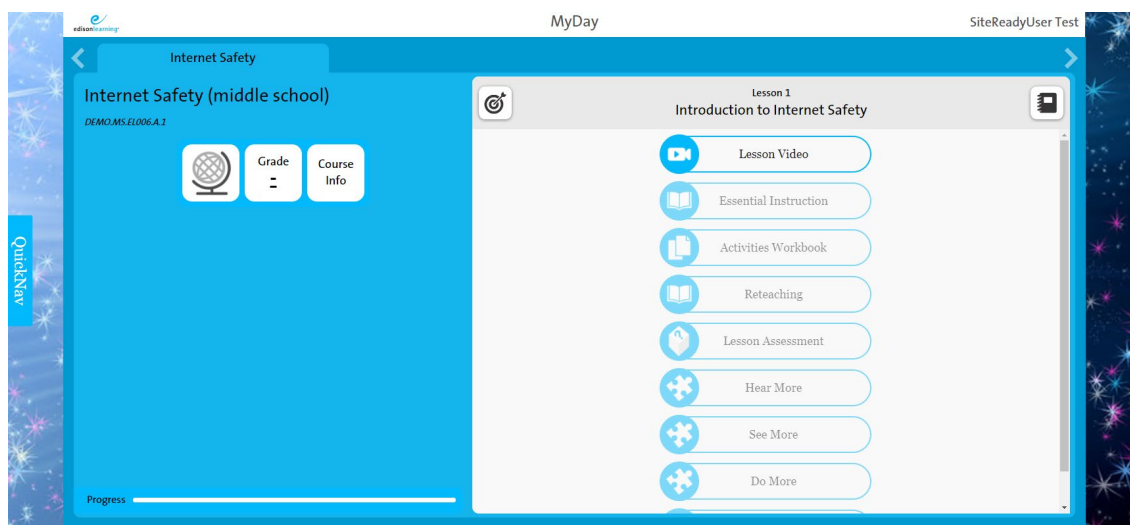 edisonlearning
MyDay
SiteReadyUser Test
Internet Safety
Internet Safety (middle school)
DEMO.MS.EL006.A.1
Grade
-
Course
Info
QuickNav
Progress
Lesson 1
Introduction to Internet Safety
Lesson Video
Essential Instruction
Activities Workbook
Reteaching
Lesson Assessment
Hear More
See More
Do More